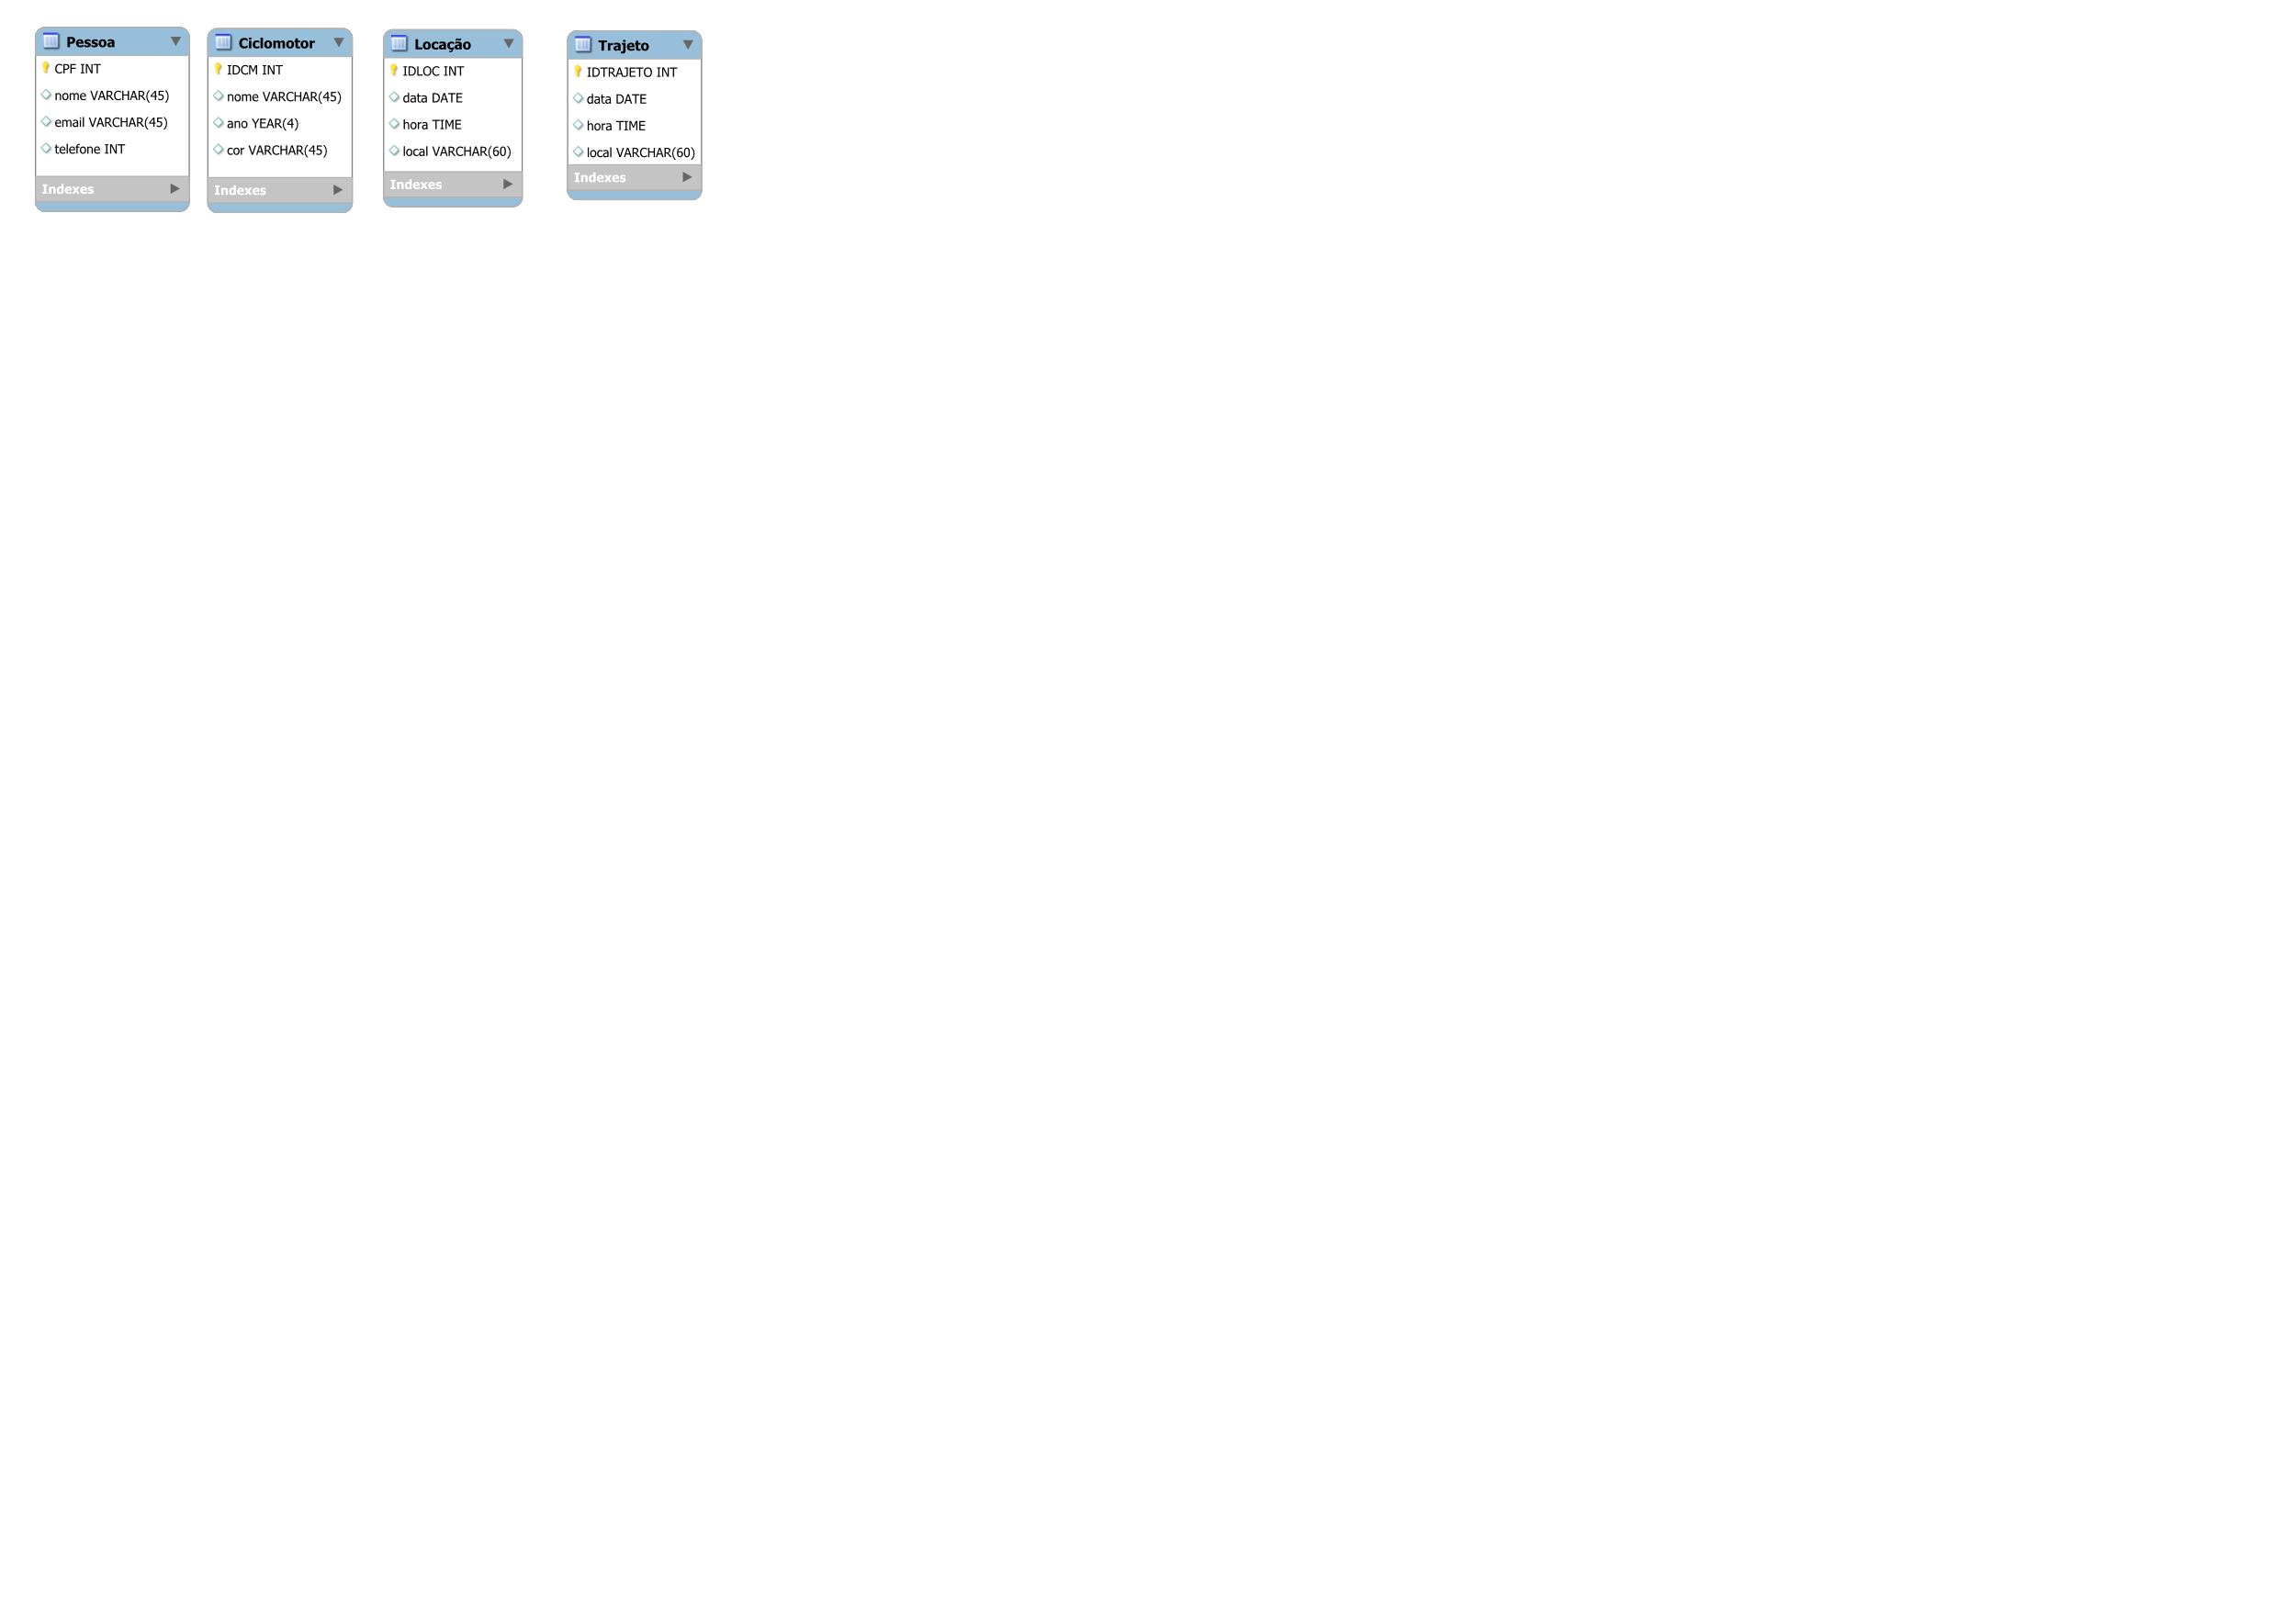 Pessoa
CPF INT
nome VARCHAR(45)
email VARCHAR(45)
telefone INT
Indexes
Ciclomotor
IDCM INT
nome VARCHAR(45)
ano YEAR(4)
cor VARCHAR(45)
Indexes
Locação
IDLOC INT
data DATE
hora TIME
local VARCHAR(60)
Indexes
Trajeto
IDTRAJETO INT
data DATE
hora TIME
local VARCHAR(60)
Indexes